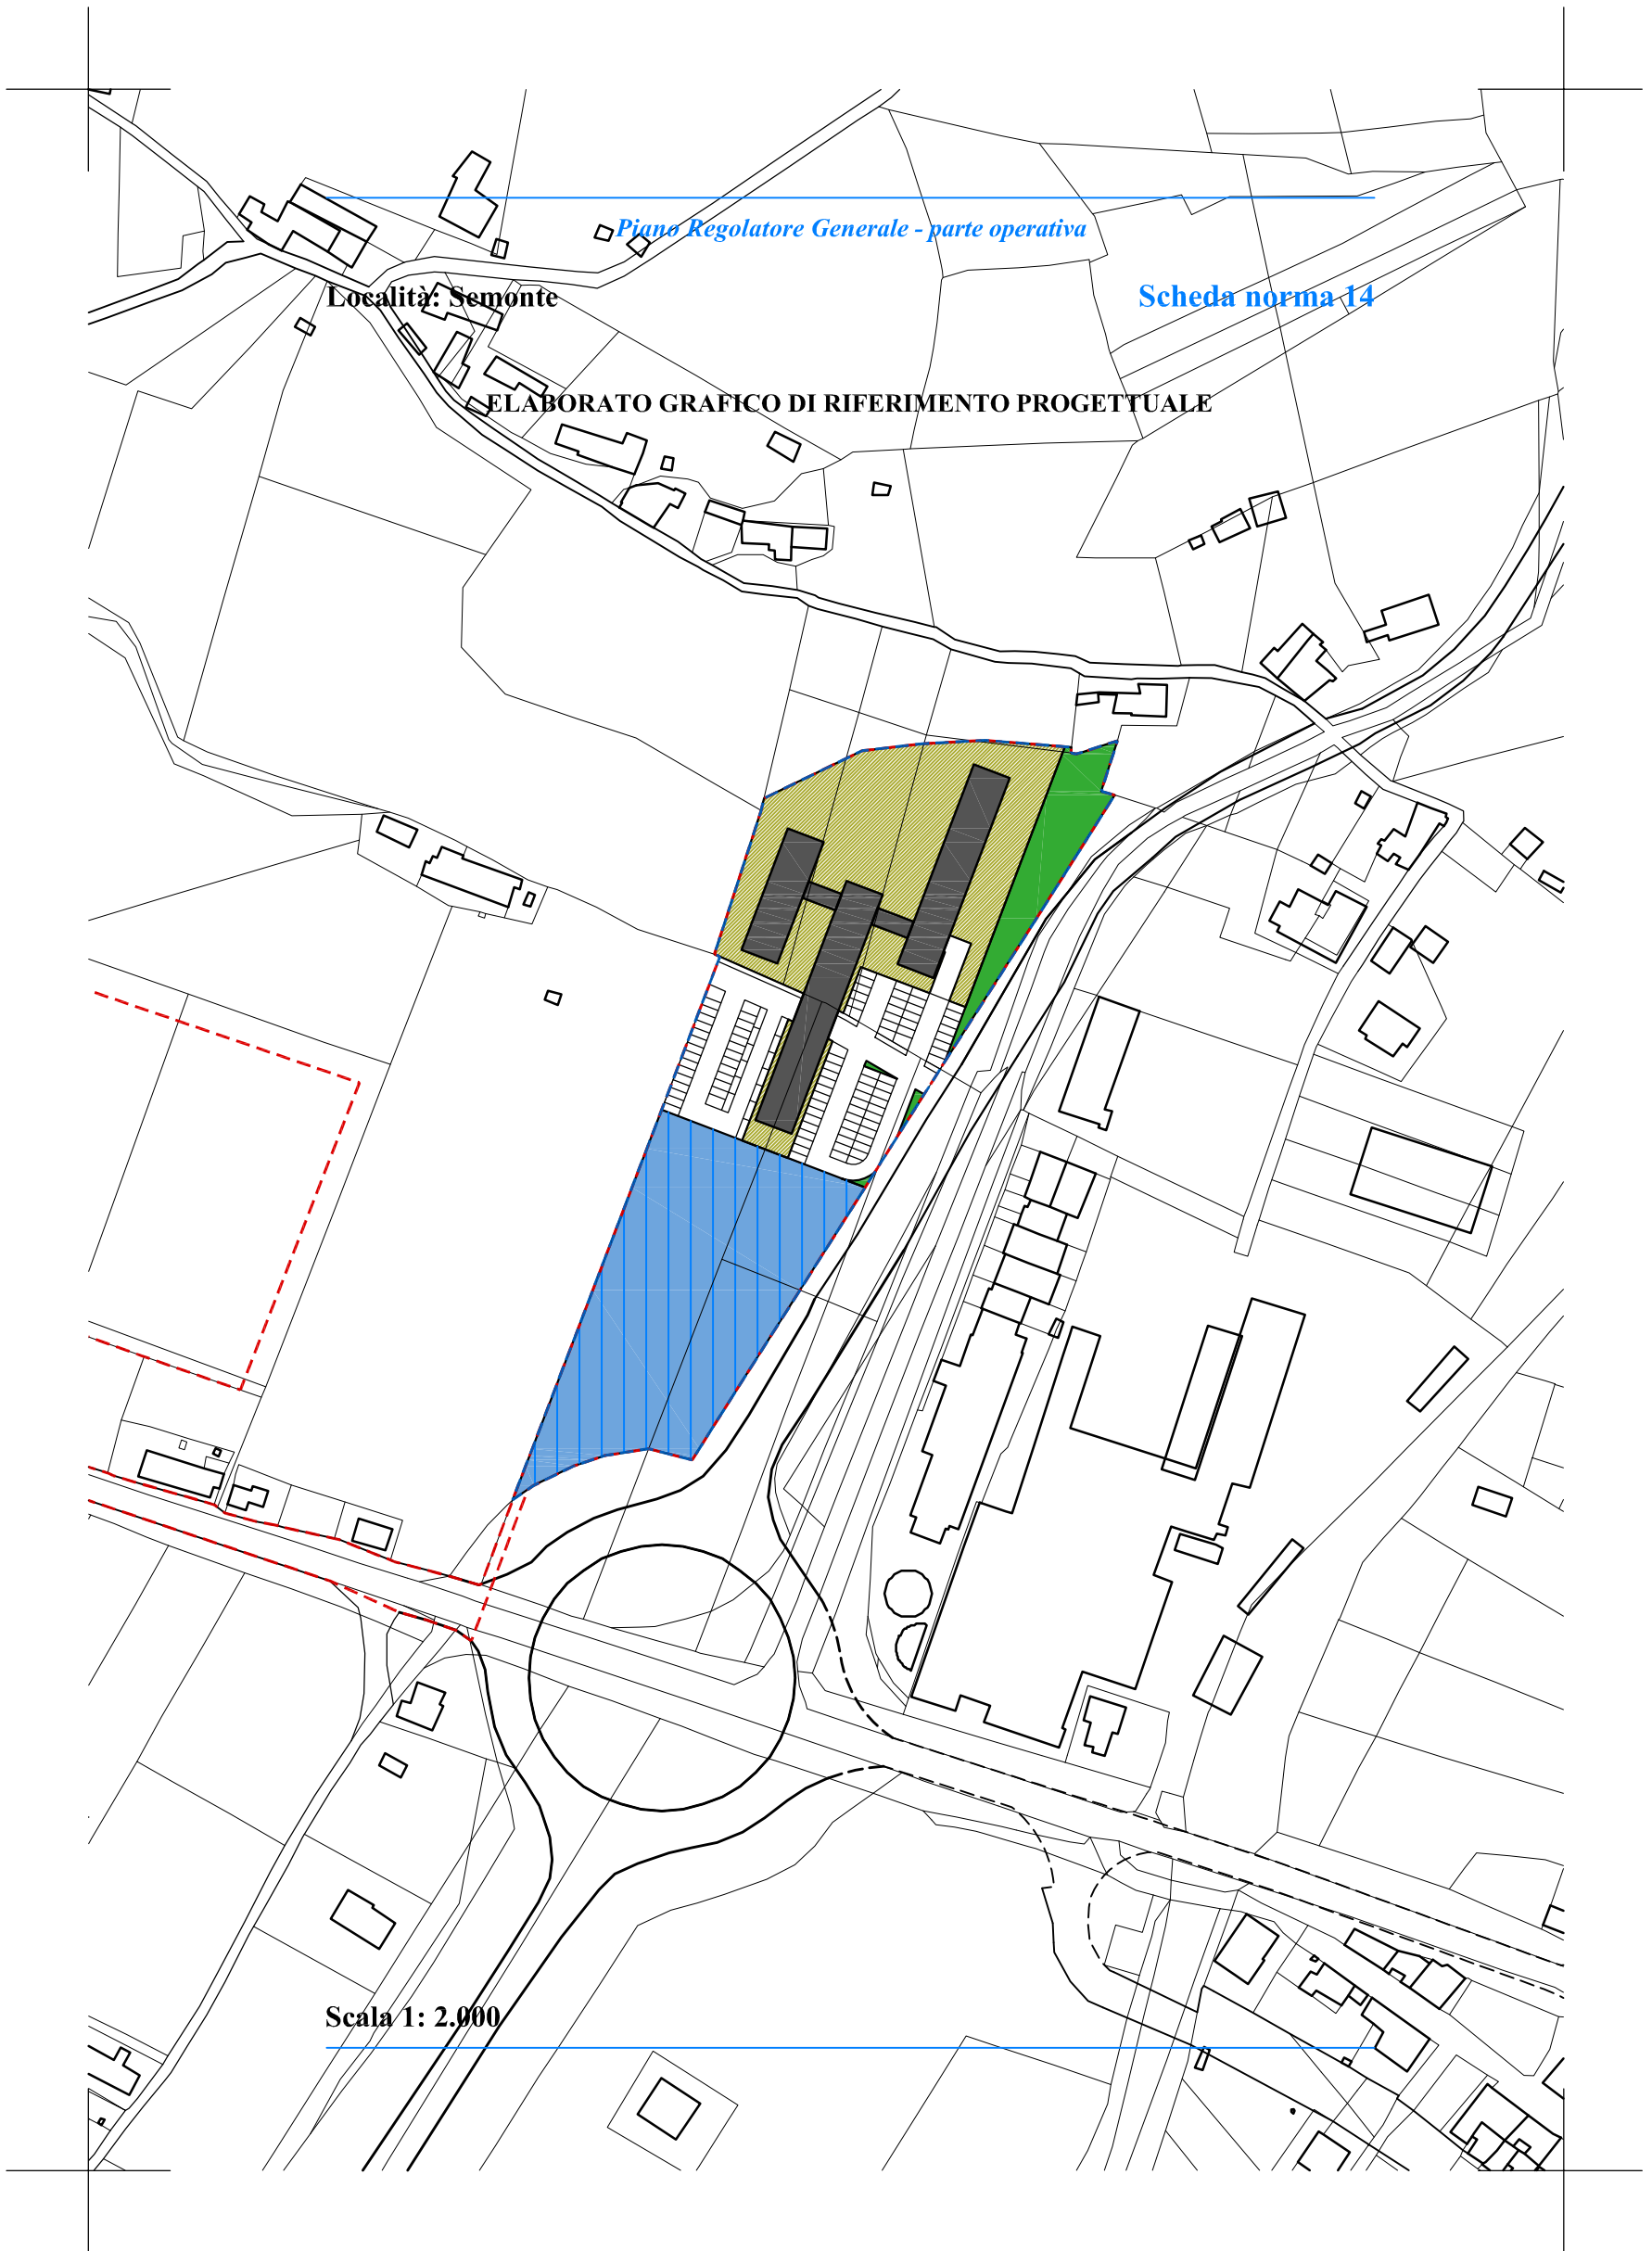 Piano Regolatore Generale - parte operativa
Località: Semonte
Scheda norma 14
ELABORATO GRAFICO DI RIFERIMENTO PROGETTUALE
Scala 1: 2.000